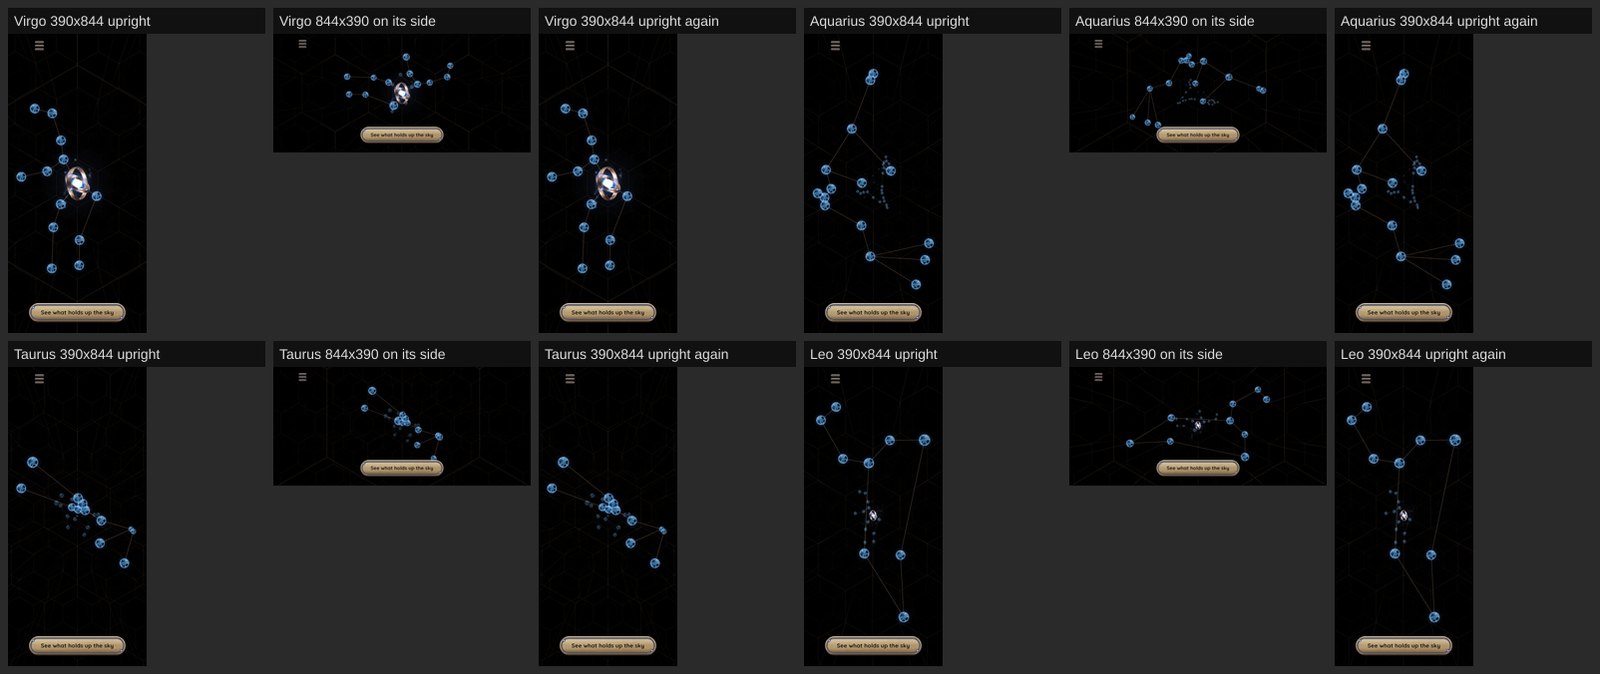 Virgo 390x844 upright
Virgo 844x390 on its side
Virgo 390x844 upright again
Aquarius 390x844 upright
Aquarius 844x390 on its side
Aquarius 390x844 upright again
See what holds up the sky
See what holds up the sky
See what holds up the sky
See what holds up the sky
See what holds up the sky
See what holds up the sky
Taurus 390x844 upright
Taurus 844x390 on its side
Taurus 390x844 upright again
Leo 390x844 upright
Leo 844x390 on its side
Leo 390x844 upright again
See what holds up the sky
See what holds up the sky
See what holds up the sky
See what holds up the sky
See what holds up the sky
See what holds up the sky